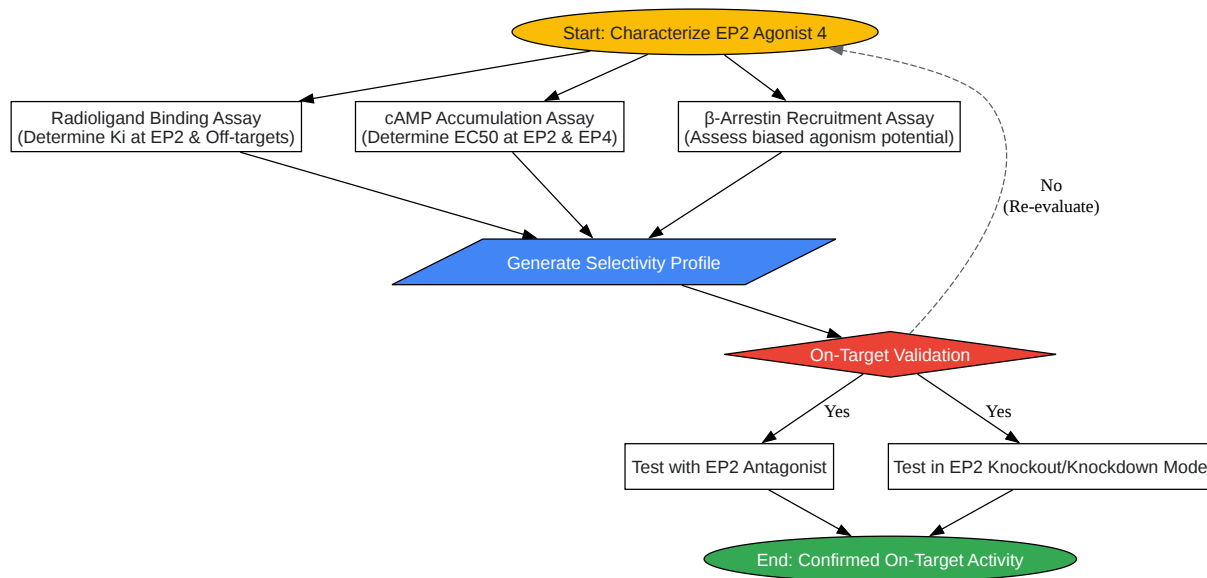 Start: Characterize EP2 Agonist 4
Radioligand Binding Assay
(Determine Ki at EP2 & Off-targets)
cAMP Accumulation Assay
(Determine EC50 at EP2 & EP4)
β-Arrestin Recruitment Assay
(Assess biased agonism potential)
No
(Re-evaluate)
Generate Selectivity Profile
On-Target Validation
Yes
Yes
Test with EP2 Antagonist
Test in EP2 Knockout/Knockdown Mode
End: Confirmed On-Target Activity